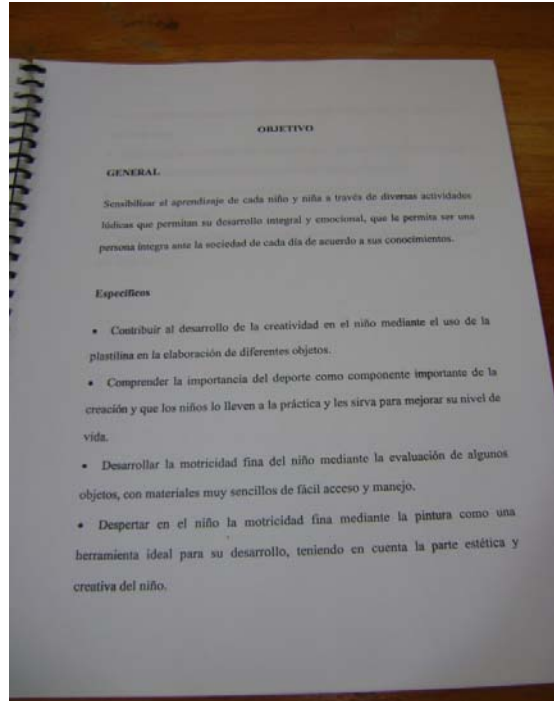 OBJETIVO
GENERAL
Sensibilizar el aprendizaje de cada niño y niña a través de diversas actividades
lúdicas que permitan su desarrollo integral y emocional, que le permita ser una
persona íntegra ante la sociedad de cada día de acuerdo a sus conocimientos.
Específicos
• Contribuir al desarrollo de la creatividad en el niño mediante el uso de la
plastilina en la elaboración de diferentes objetos.
• Comprender la importancia del deporte como componente importante de la
creación y que los niños lo lleven a la práctica y les sirva para mejorar su nivel de
vida.
• Desarrollar la motricidad fina del niño mediante la evaluación de algunos
objetos, con materiales muy sencillos de fácil acceso y manejo.
• Despertar en el niño la motricidad fina mediante la pintura como una
herramienta ideal para su desarrollo, teniendo en cuenta la parte estética y
creativa del niño.